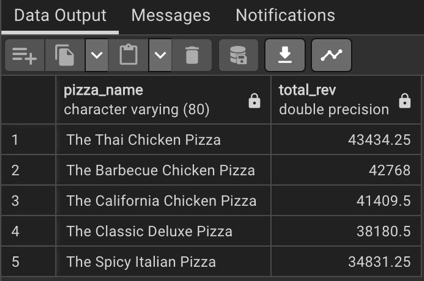 Data Output Messages Notifications
pizza_name total_rev
character varying (80) double precision
1 The Thai Chicken Pizza 43434.25
2 The Barbecue Chicken Pizza 42768
3 The California Chicken Pizza 41409.5
4 The Classic Deluxe Pizza 38180.5
5 The Spicy Italian Pizza 34831.25